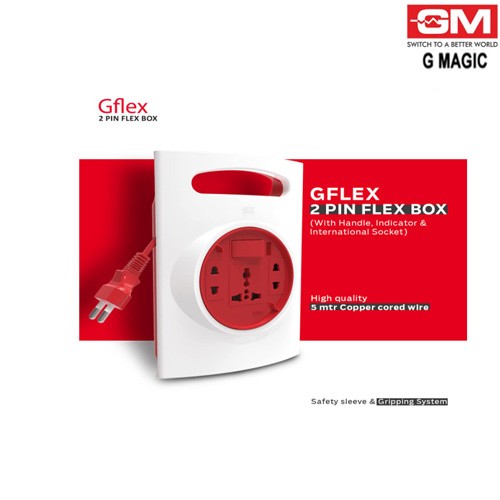 GM
SWITCH TO A BETTER WORLD
G MAGIC
Gflex
2 PIN FLEX BOX
GFLEX
2 PIN FLEX BOX
(With Handle, Indicator &
International Socket)
High quality
5 mtr Copper cored wire
Safety sleeve & Gripping System